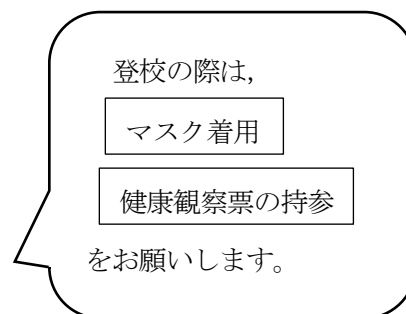 登校の際は,
マスク着用
健康観察票の持参
をお願いします。